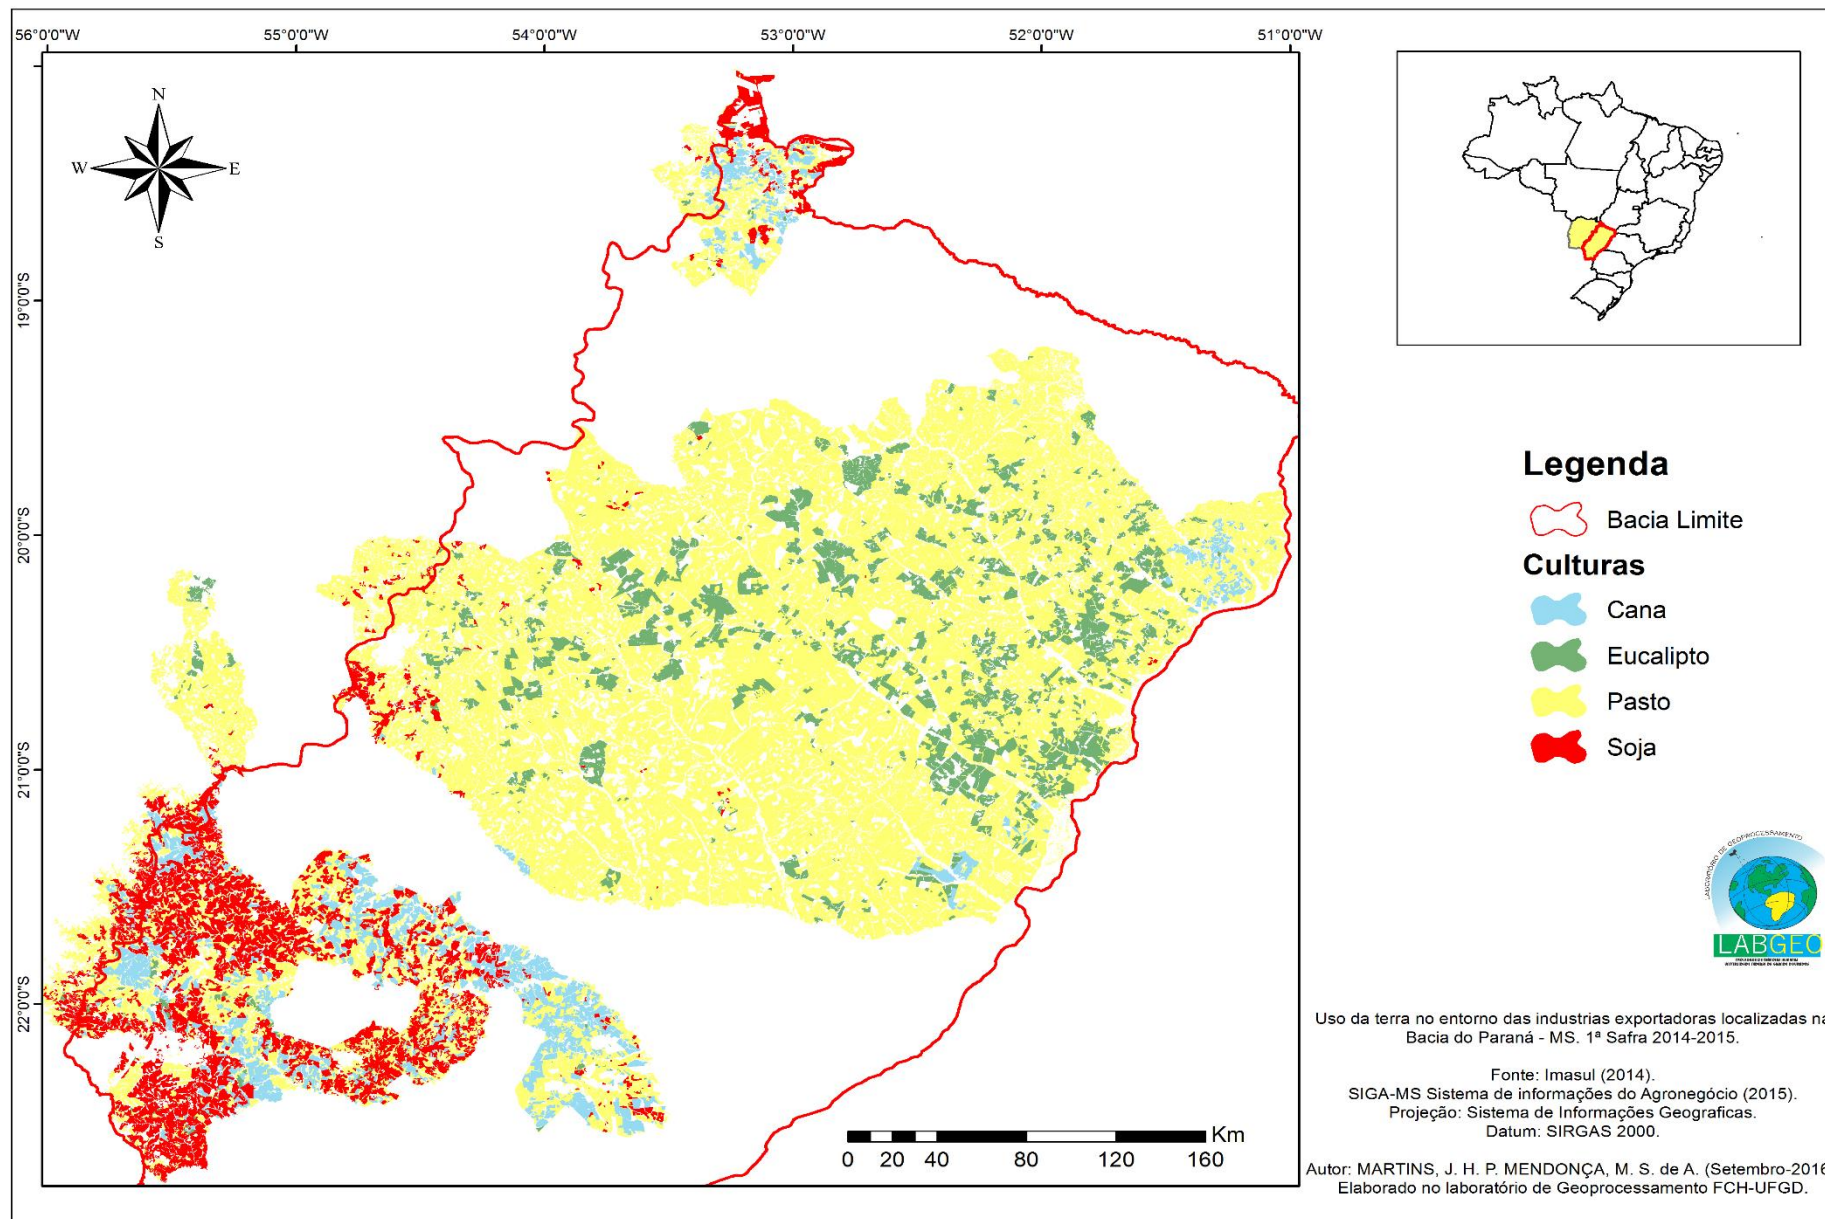 56°0'0"W 55°0'0"W 54°0'0"W 53°0'0"W 52°0'0"W 51°0'0"W
N
W E
S
19°0'0"S
20°0'0"S
21°0'0"S
22°0'0"S
Legenda
Bacia Limite
Culturas
Cana
Eucalipto
Pasto
Soja
LABORATÓRIO DE GEOPROCESSAMENTO
LABGEO
Uso da terra no entorno das industrias exportadoras localizadas na
Bacia do Paraná - MS. 1ª Safra 2014-2015.
Fonte: Imasul (2014).
SIGA-MS Sistema de informações do Agronegócio (2015).
Projeção: Sistema de Informações Geograficas.
Datum: SIRGAS 2000.
Autor: MARTINS, J. H. P. MENDONÇA, M. S. de A. (Setembro-2016
Elaborado no laboratório de Geoprocessamento FCH-UFGD.
Km
0 20 40 80 120 160